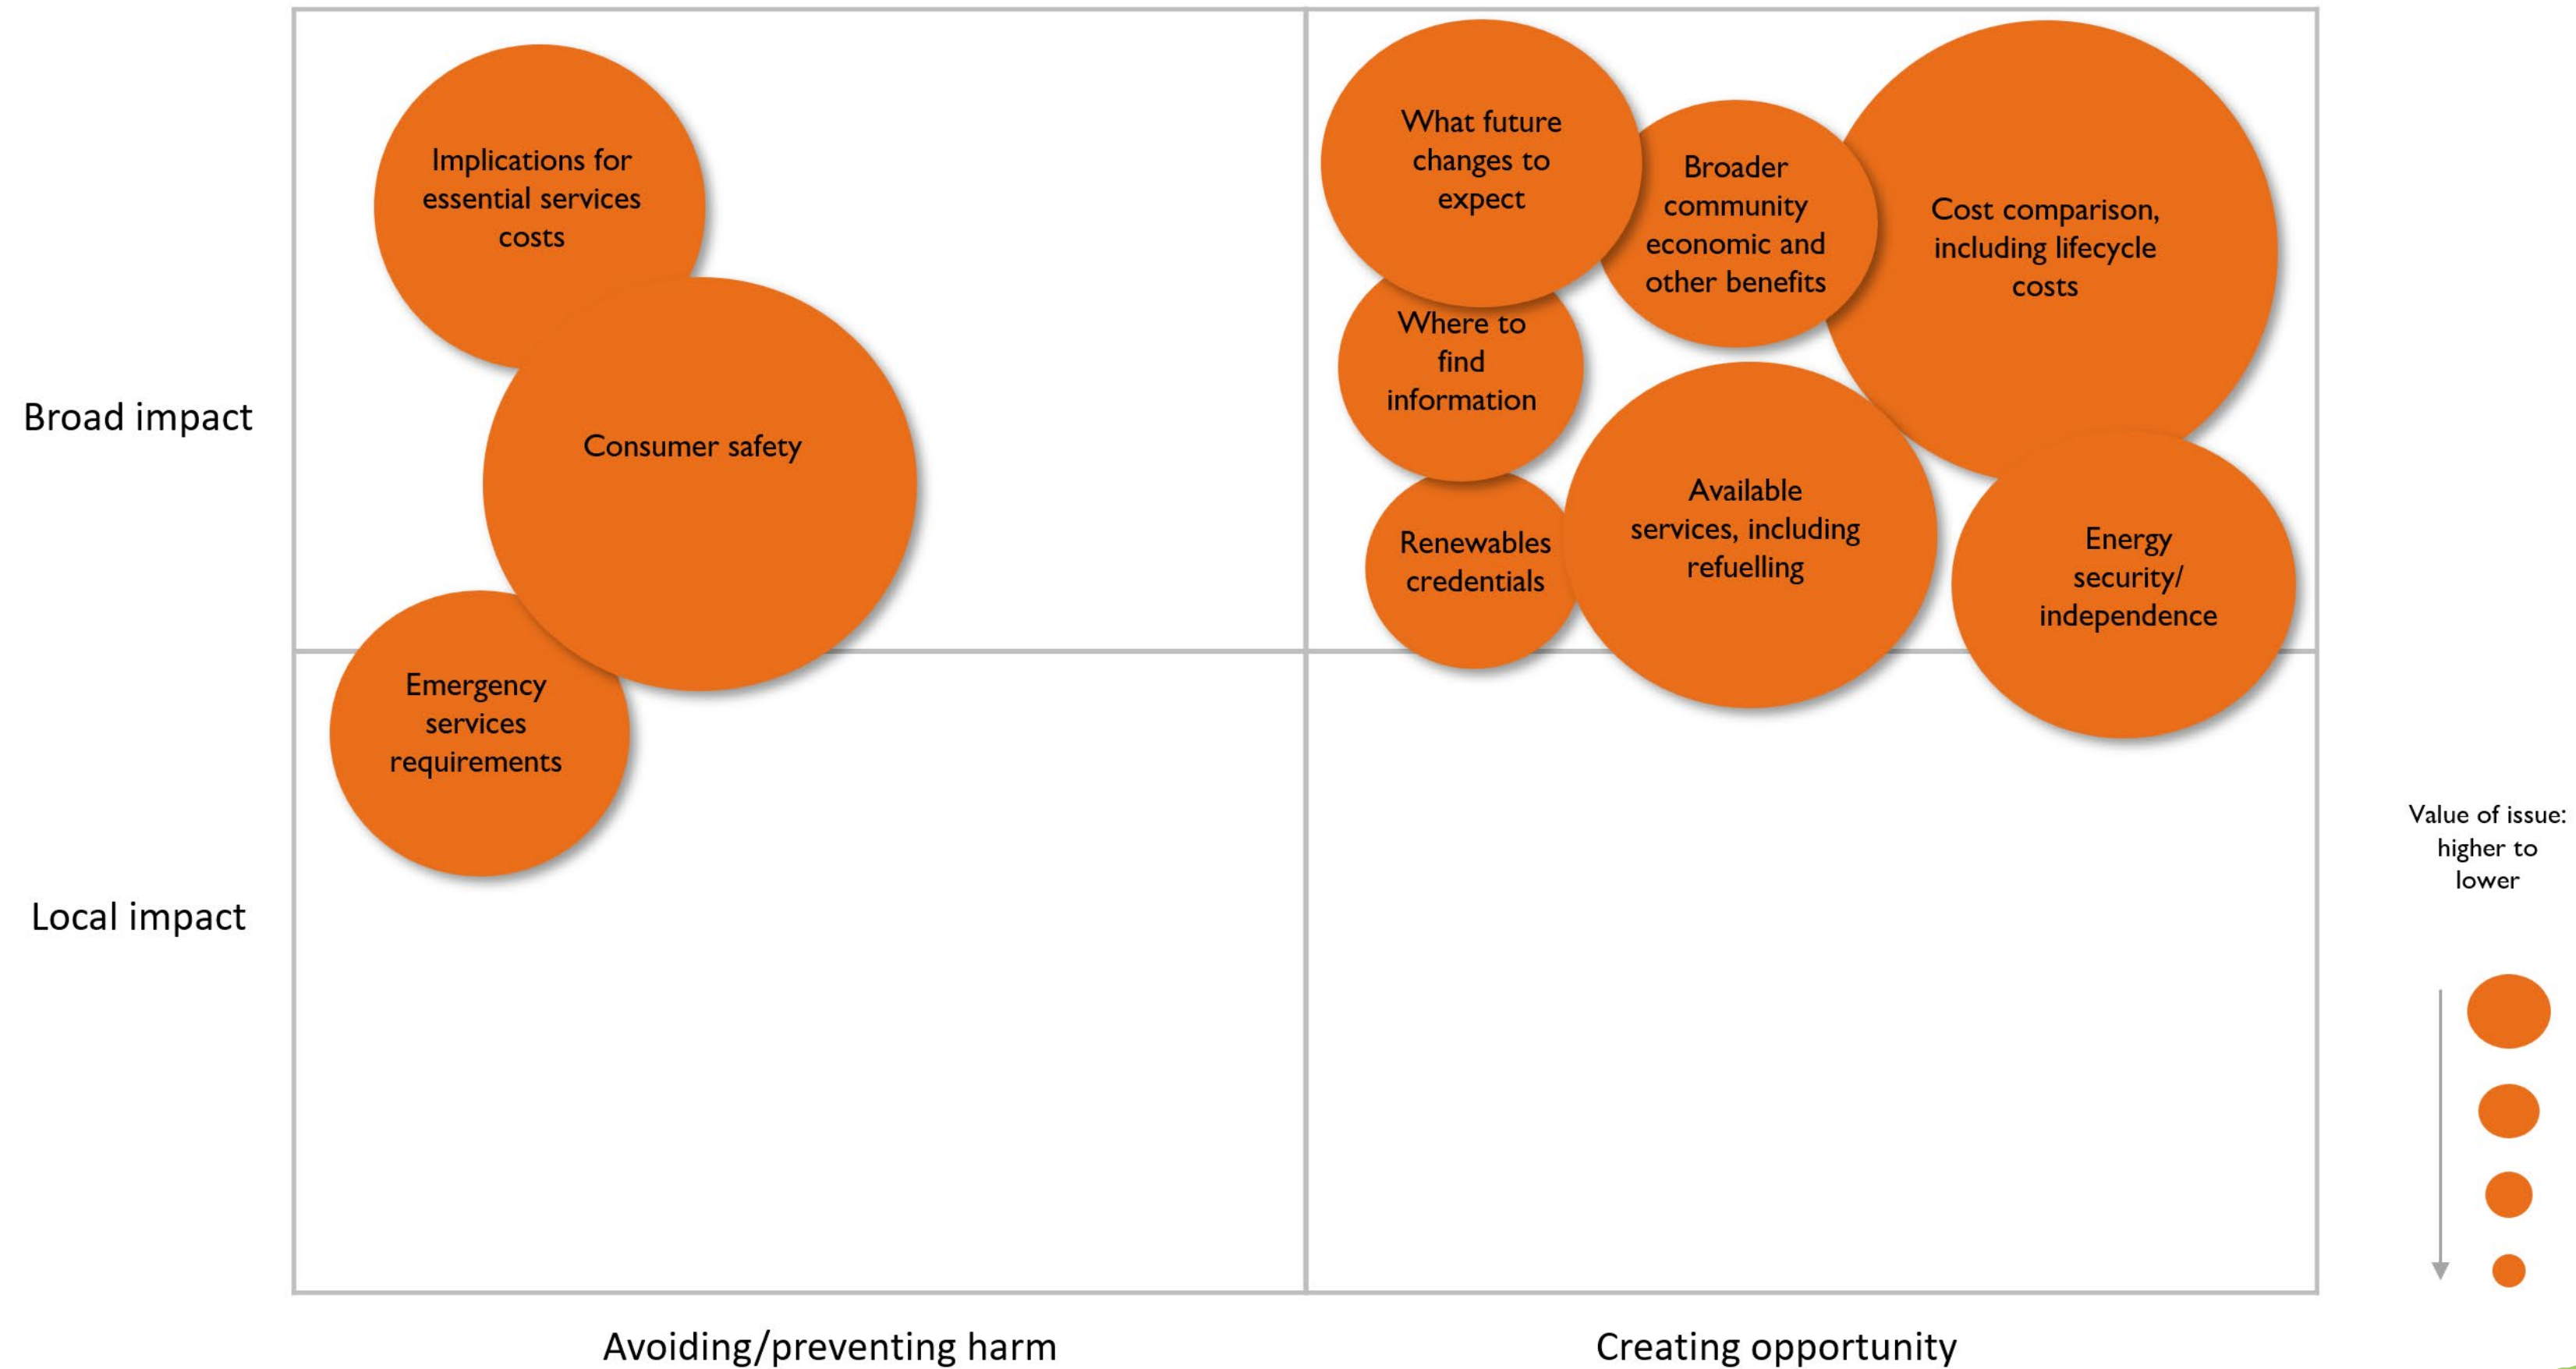 Broad impact
Local impact
Implications for
essential services
costs
Consumer safety
Emergency
services
requirements
What future
changes to
expect
Broader
community
economic and
other benefits
Cost comparison,
including lifecycle
costs
Where to
find
information
Renewables
credentials
Available
services, including
refuelling
Energy
security/
independence
Value of issue:
higher to
lower
Avoiding/preventing harm
Creating opportunity